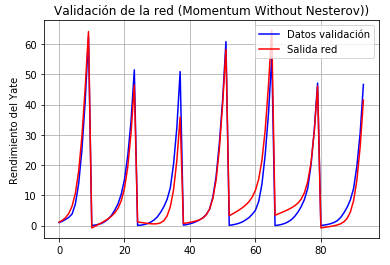 Validación de la red (Momentum Without Nesterov))
Datos validación
Salida red
Rendimiento del Yate
60
50
40
30
20
10
0
0 20 40 60 80